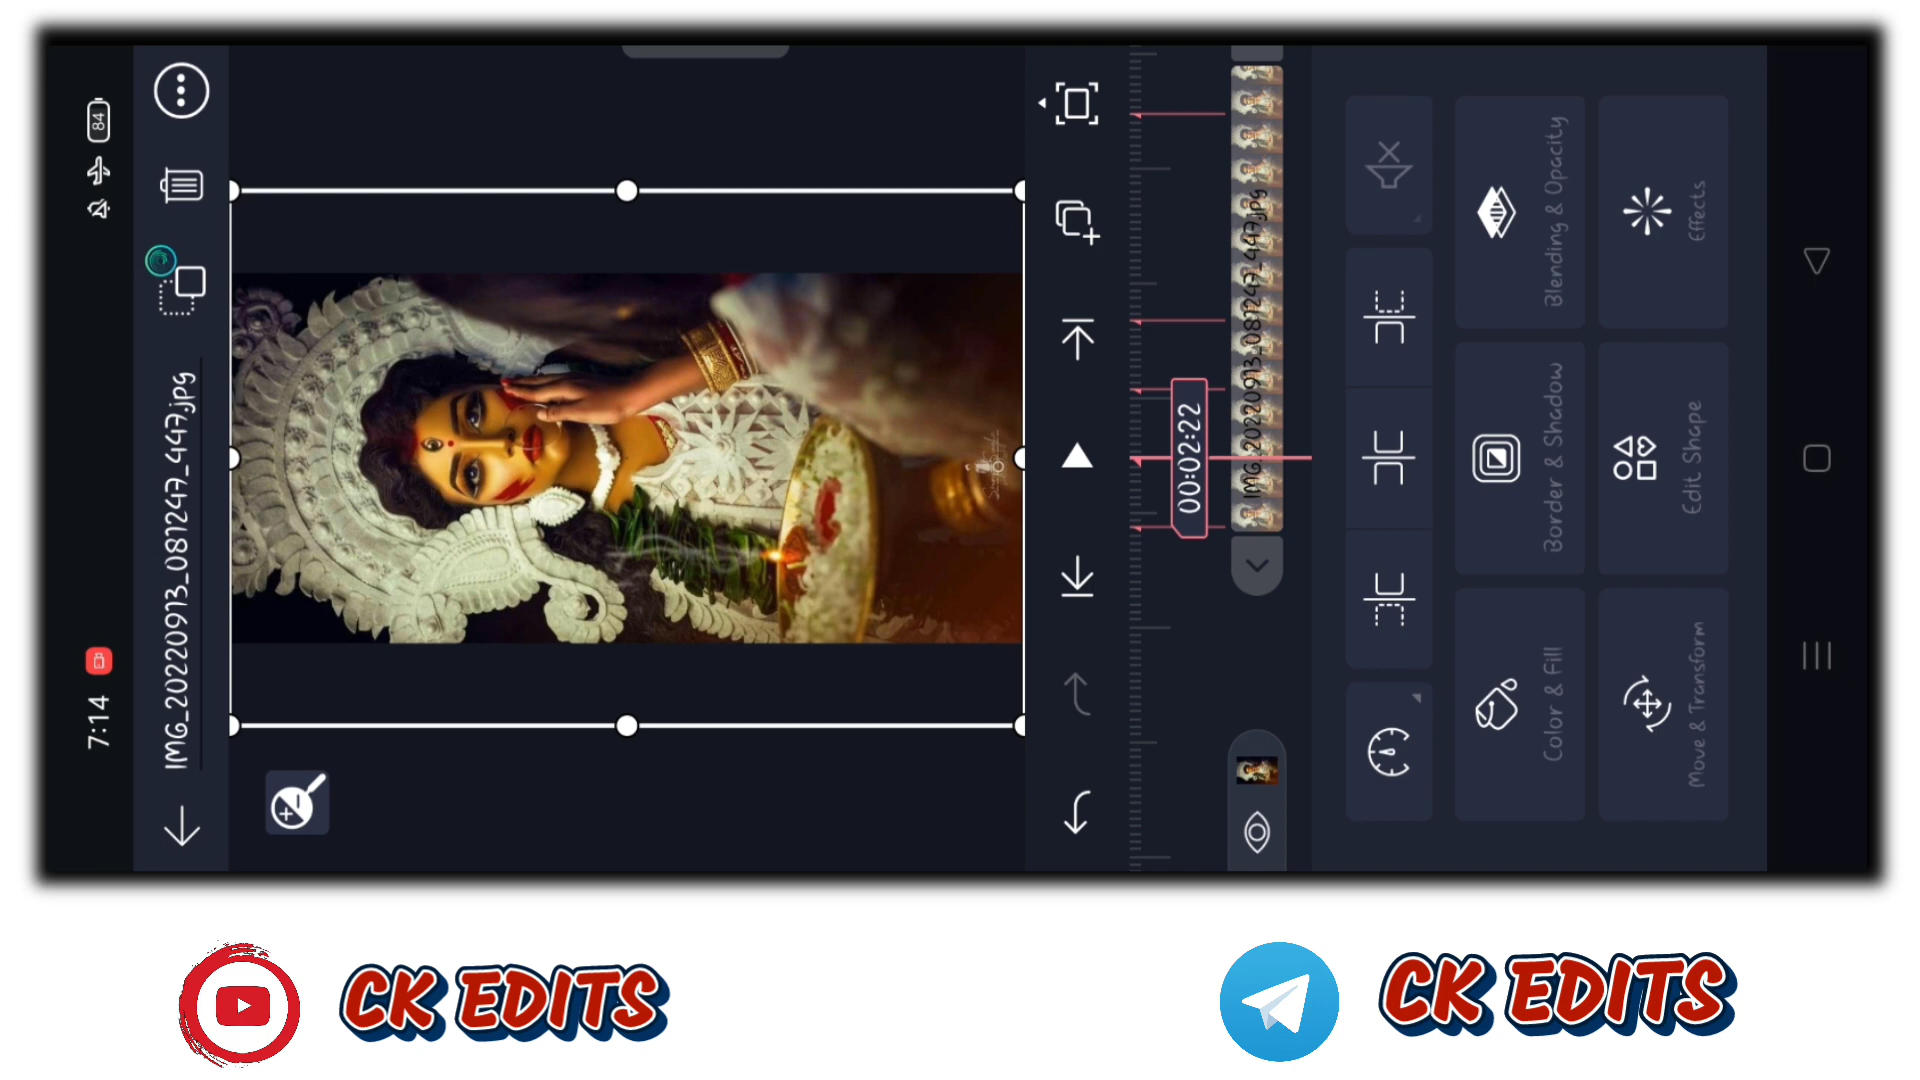 7:14
84
IMG_20220913_081247_447.jpg
00:02:22
IMG_20220913_081247_447.jpg
Color & Fill
Border & Shadow
Blending & Opacity
Move & Transform
Edit Shape
Effects
CK EDITS
CK EDITS